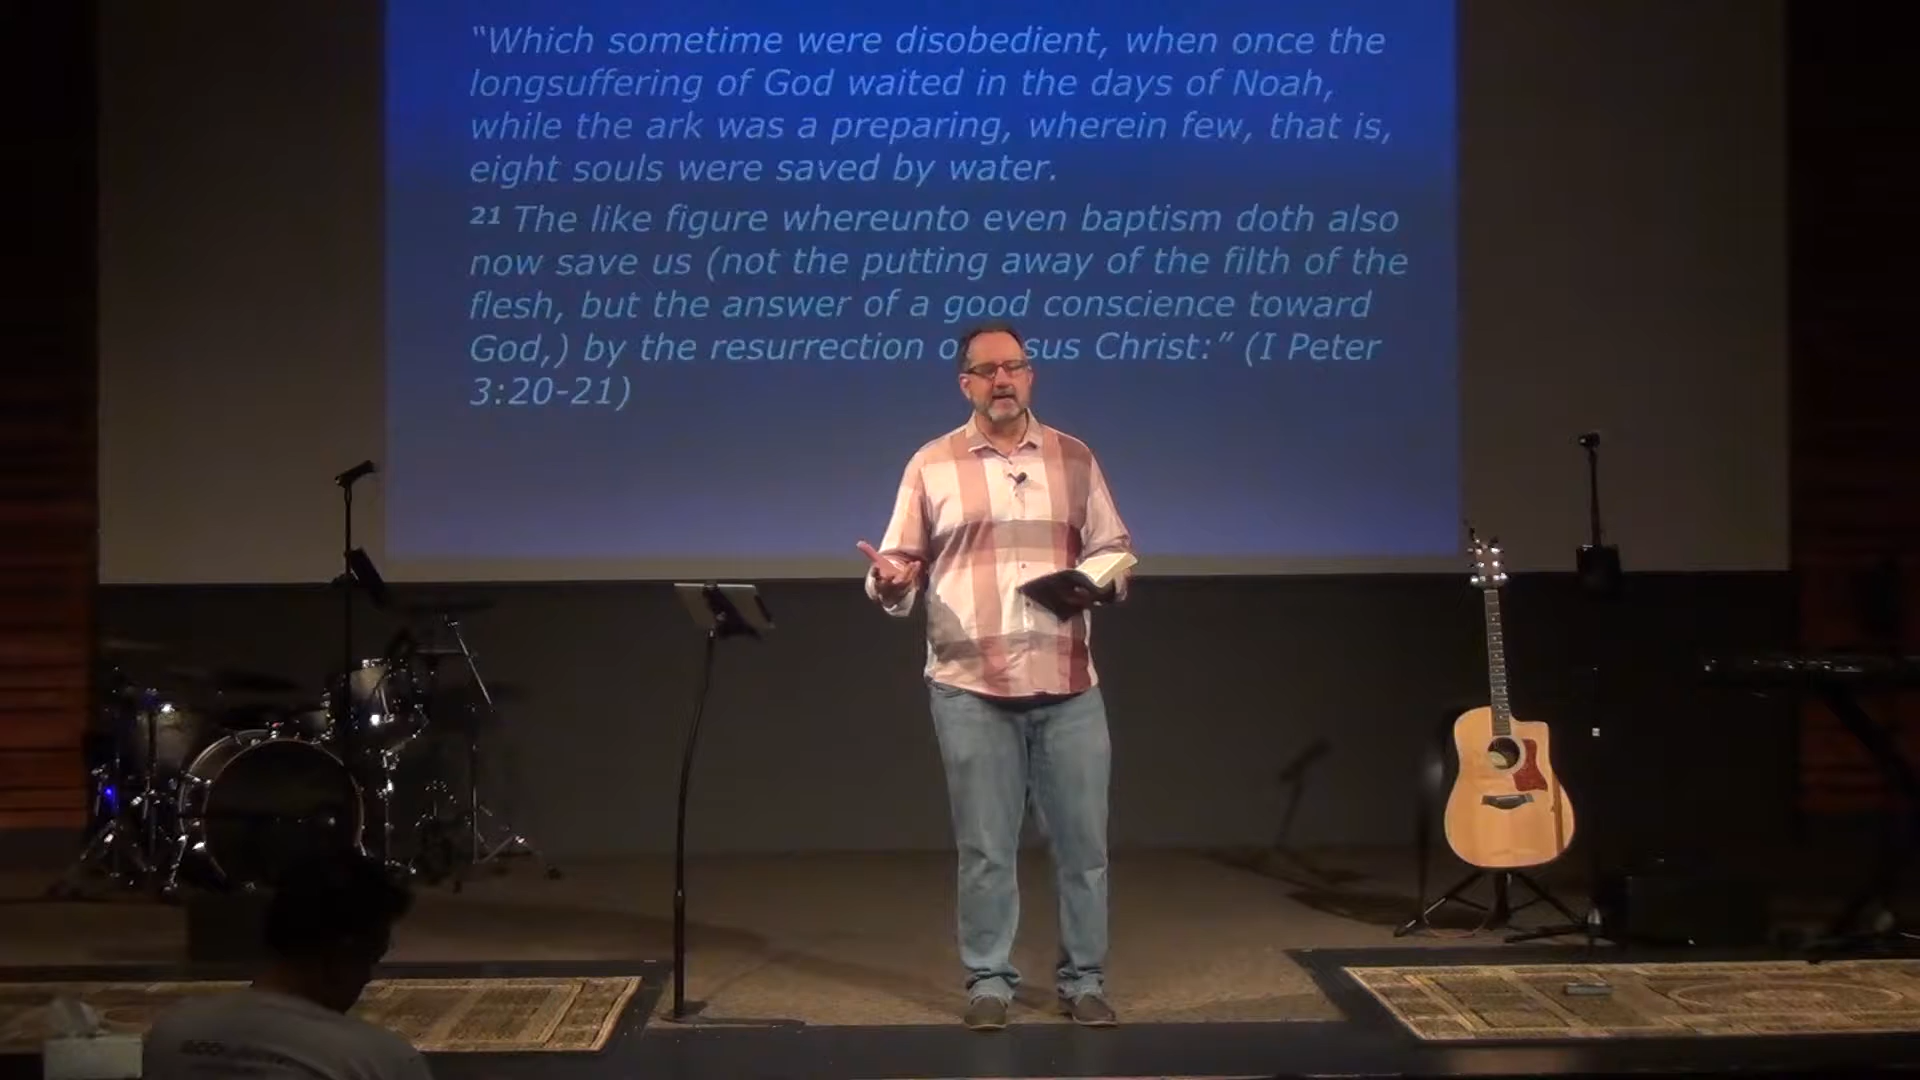 “Which sometime were disobedient, when once the
longsuffering of God waited in the days of Noah,
while the ark was a preparing, wherein few, that is,
eight souls were saved by water.
21 The like figure whereunto even baptism doth also
now save us (not the putting away of the filth of the
flesh, but the answer of a good conscience toward
God,) by the resurrection o sus Christ:” (I Peter
3:20-21)